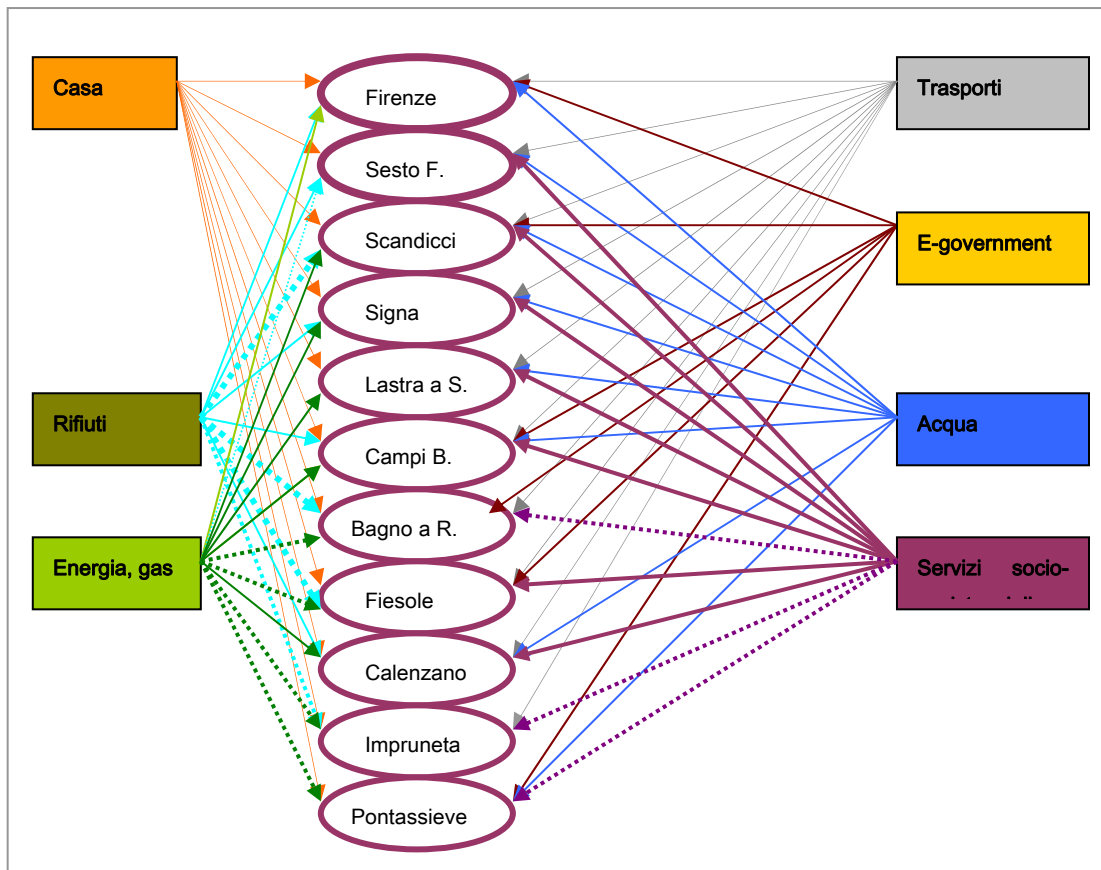 Casa
Rifiuti
Energia, gas
Firenze
Sesto F.
Scandicci
Signa
Lastra a S.
Campi B.
Bagno a R.
Fiesole
Calenzano
Impruneta
Pontassieve
Trasporti
E-government
Acqua
Servizi socio-